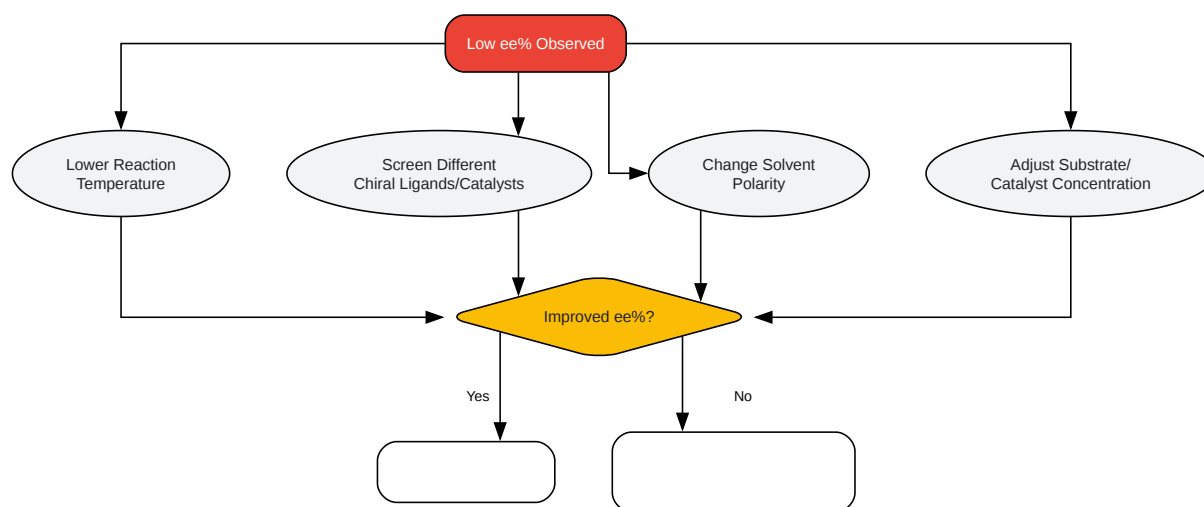 Low ee% Observed
Lower Reaction
Temperature
Screen Different
Chiral Ligands/Catalysts
Change Solvent
Polarity
Adjust Substrate/
Catalyst Concentration
Improved ee%?
Yes
No